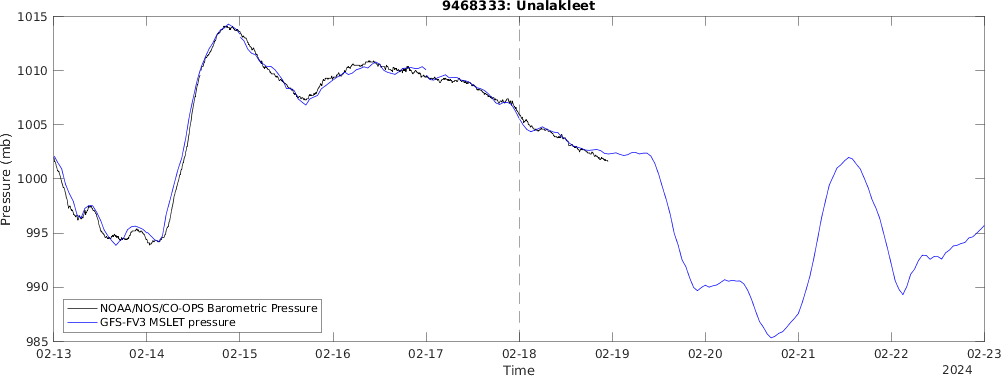 9468333: Unalakleet
Pressure (mb)
1015
1010
1005
1000
995
990
985
NOAA/NOS/CO-OPS Barometric Pressure
GFS-FV3 MSLET pressure
02-13 02-14 02-15 02-16 02-17 02-18 02-19 02-20 02-21 02-22 02-23
Time
2024